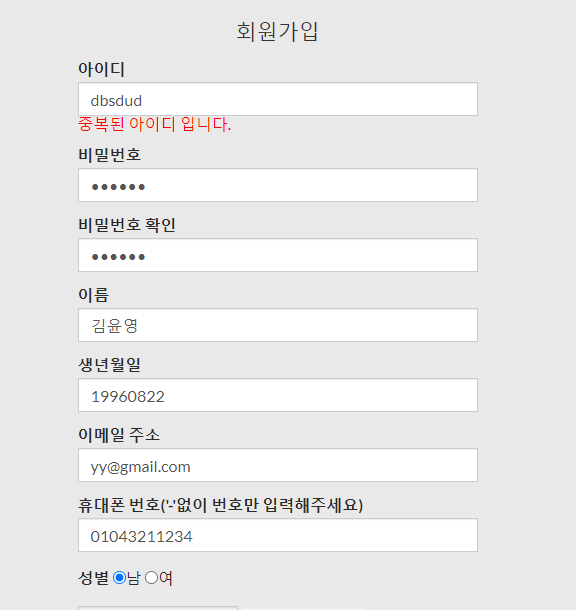 회원가입
아이디
dbsdud
중복된 아이디 입니다.
비밀번호
●●●●●●
비밀번호 확인
●●●●●●
이름
김윤영
생년월일
19960822
이메일 주소
yy@gmail.com
휴대폰 번호('-'없이 번호만 입력해주세요)
01043211234
성별 남 여